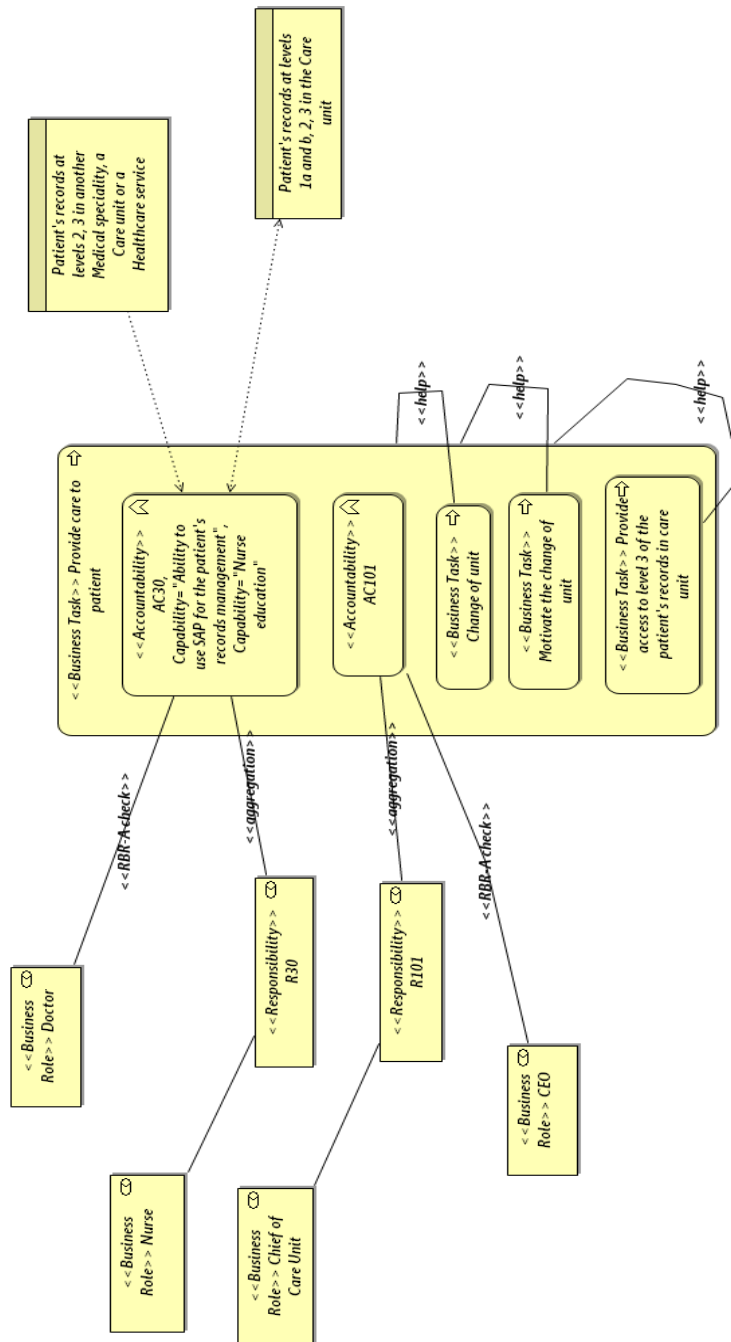 Patient's records at
levels 2, 3 in another
Medical speciality, a
Care unit or a
Healthcare service
Patient's records at levels
1a and b, 2, 3 in the Care
unit
<<Business Task>> Provide care to
patient
<<Accountability>>
AC30,
Capability="Ability to
use SAP for the patient's
records management",
Capability="Nurse
education"
<<Accountability>>
AC101
<<Business Task>>
Change of unit
<<Business Task>>
Motivate the change of
unit
<<Business Task>> Provide
access to level 3 of the
patient's records in care
unit
<<help>>
<<help>>
<<help>>
<<RBR-A check>>
<<aggregation>>
<<aggregation>>
<<RBR-A check>>
<<Business
Role>> Doctor
<<Responsibility>>
R30
<<Responsibility>>
R101
<<Business
Role>> CEO
<<Business
Role>> Nurse
<<Business
Role>> Chief of
Care Unit